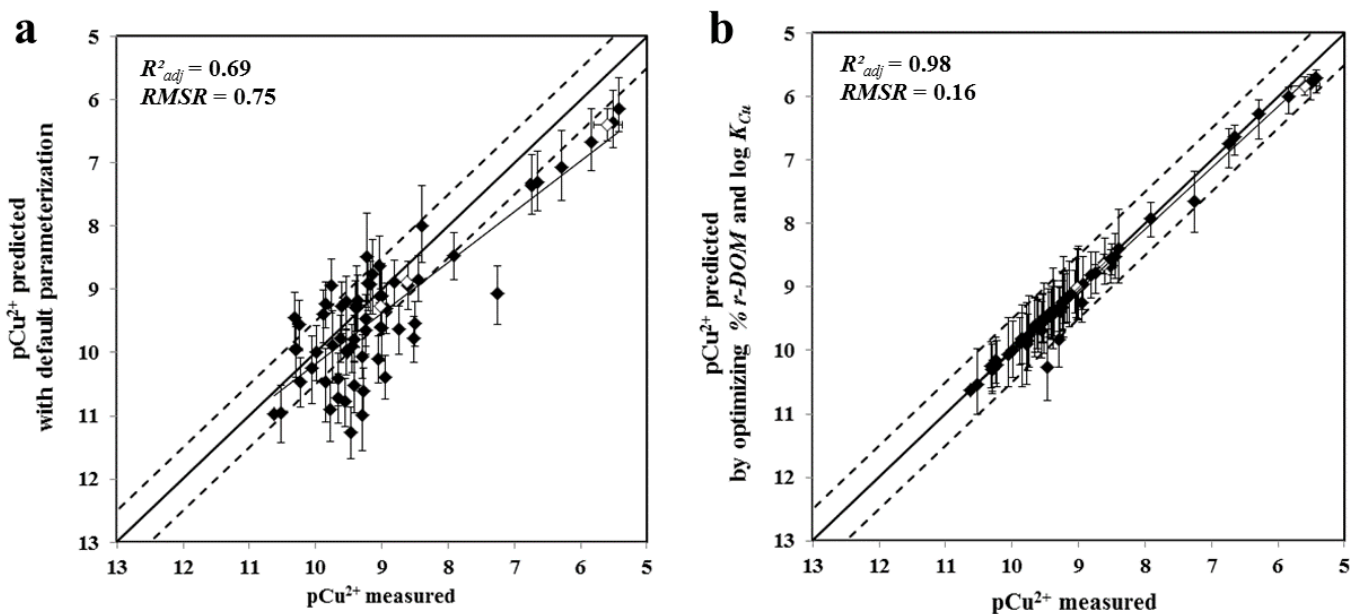 a
R²adj = 0.69
RMSR = 0.75
pCu²⁺ predicted
with default parameterization
5
6
7
8
9
10
11
12
13
13 12 11 10 9 8 7 6 5
pCu²⁺ measured
b
R²adj = 0.98
RMSR = 0.16
pCu²⁺ predicted
by optimizing % r-DOM and log KCu
5
6
7
8
9
10
11
12
13
13 12 11 10 9 8 7 6 5
pCu²⁺ measured